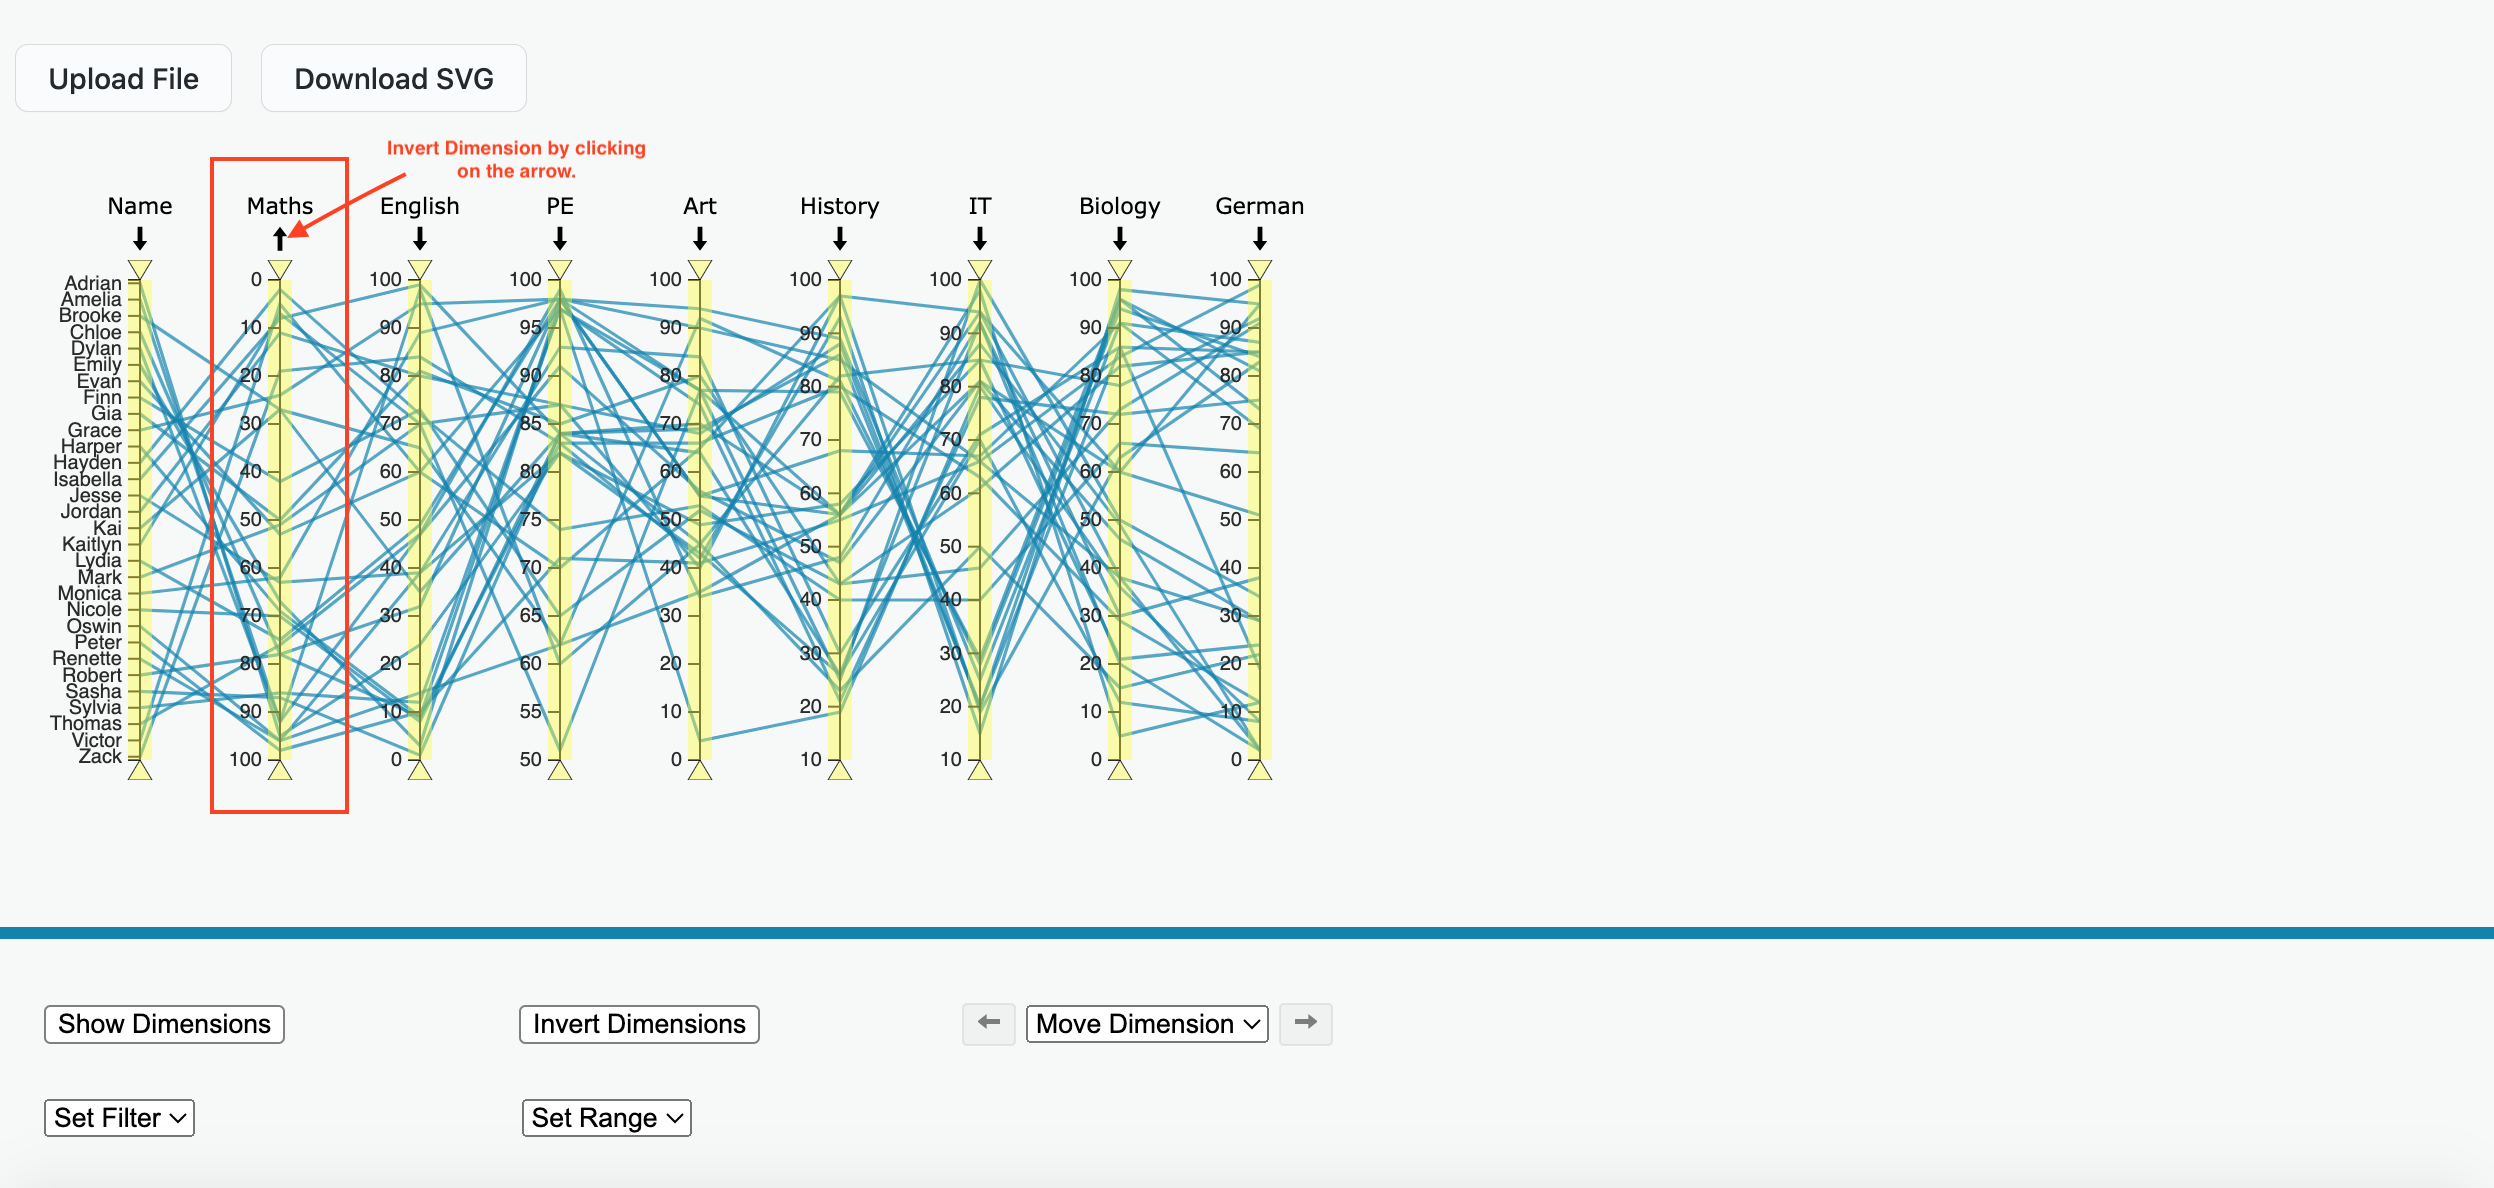 Upload File
Download SVG
Invert Dimension by clicking
on the arrow.
Name
Maths
English
PE
Art
History
IT
Biology
German
Adrian
Amelia
Brooke
Chloe
Dylan
Emily
Evan
Finn
Gia
Grace
Harper
Hayden
Isabella
Jesse
Jordan
Kai
Kaitlyn
Lydia
Mark
Monica
Nicole
Oswin
Peter
Renette
Robert
Sasha
Sylvia
Thomas
Victor
Zack
0
10
20
30
40
50
60
70
80
90
100
100
90
80
70
60
50
40
30
20
10
0
100
95
90
85
80
75
70
65
60
55
50
100
90
80
70
60
50
40
30
20
10
0
100
90
80
70
60
50
40
30
20
10
100
90
80
70
60
50
40
30
20
10
100
90
80
70
60
50
40
30
20
10
0
100
90
80
70
60
50
40
30
20
10
0
Show Dimensions
Invert Dimensions
Move Dimension
Set Filter
Set Range